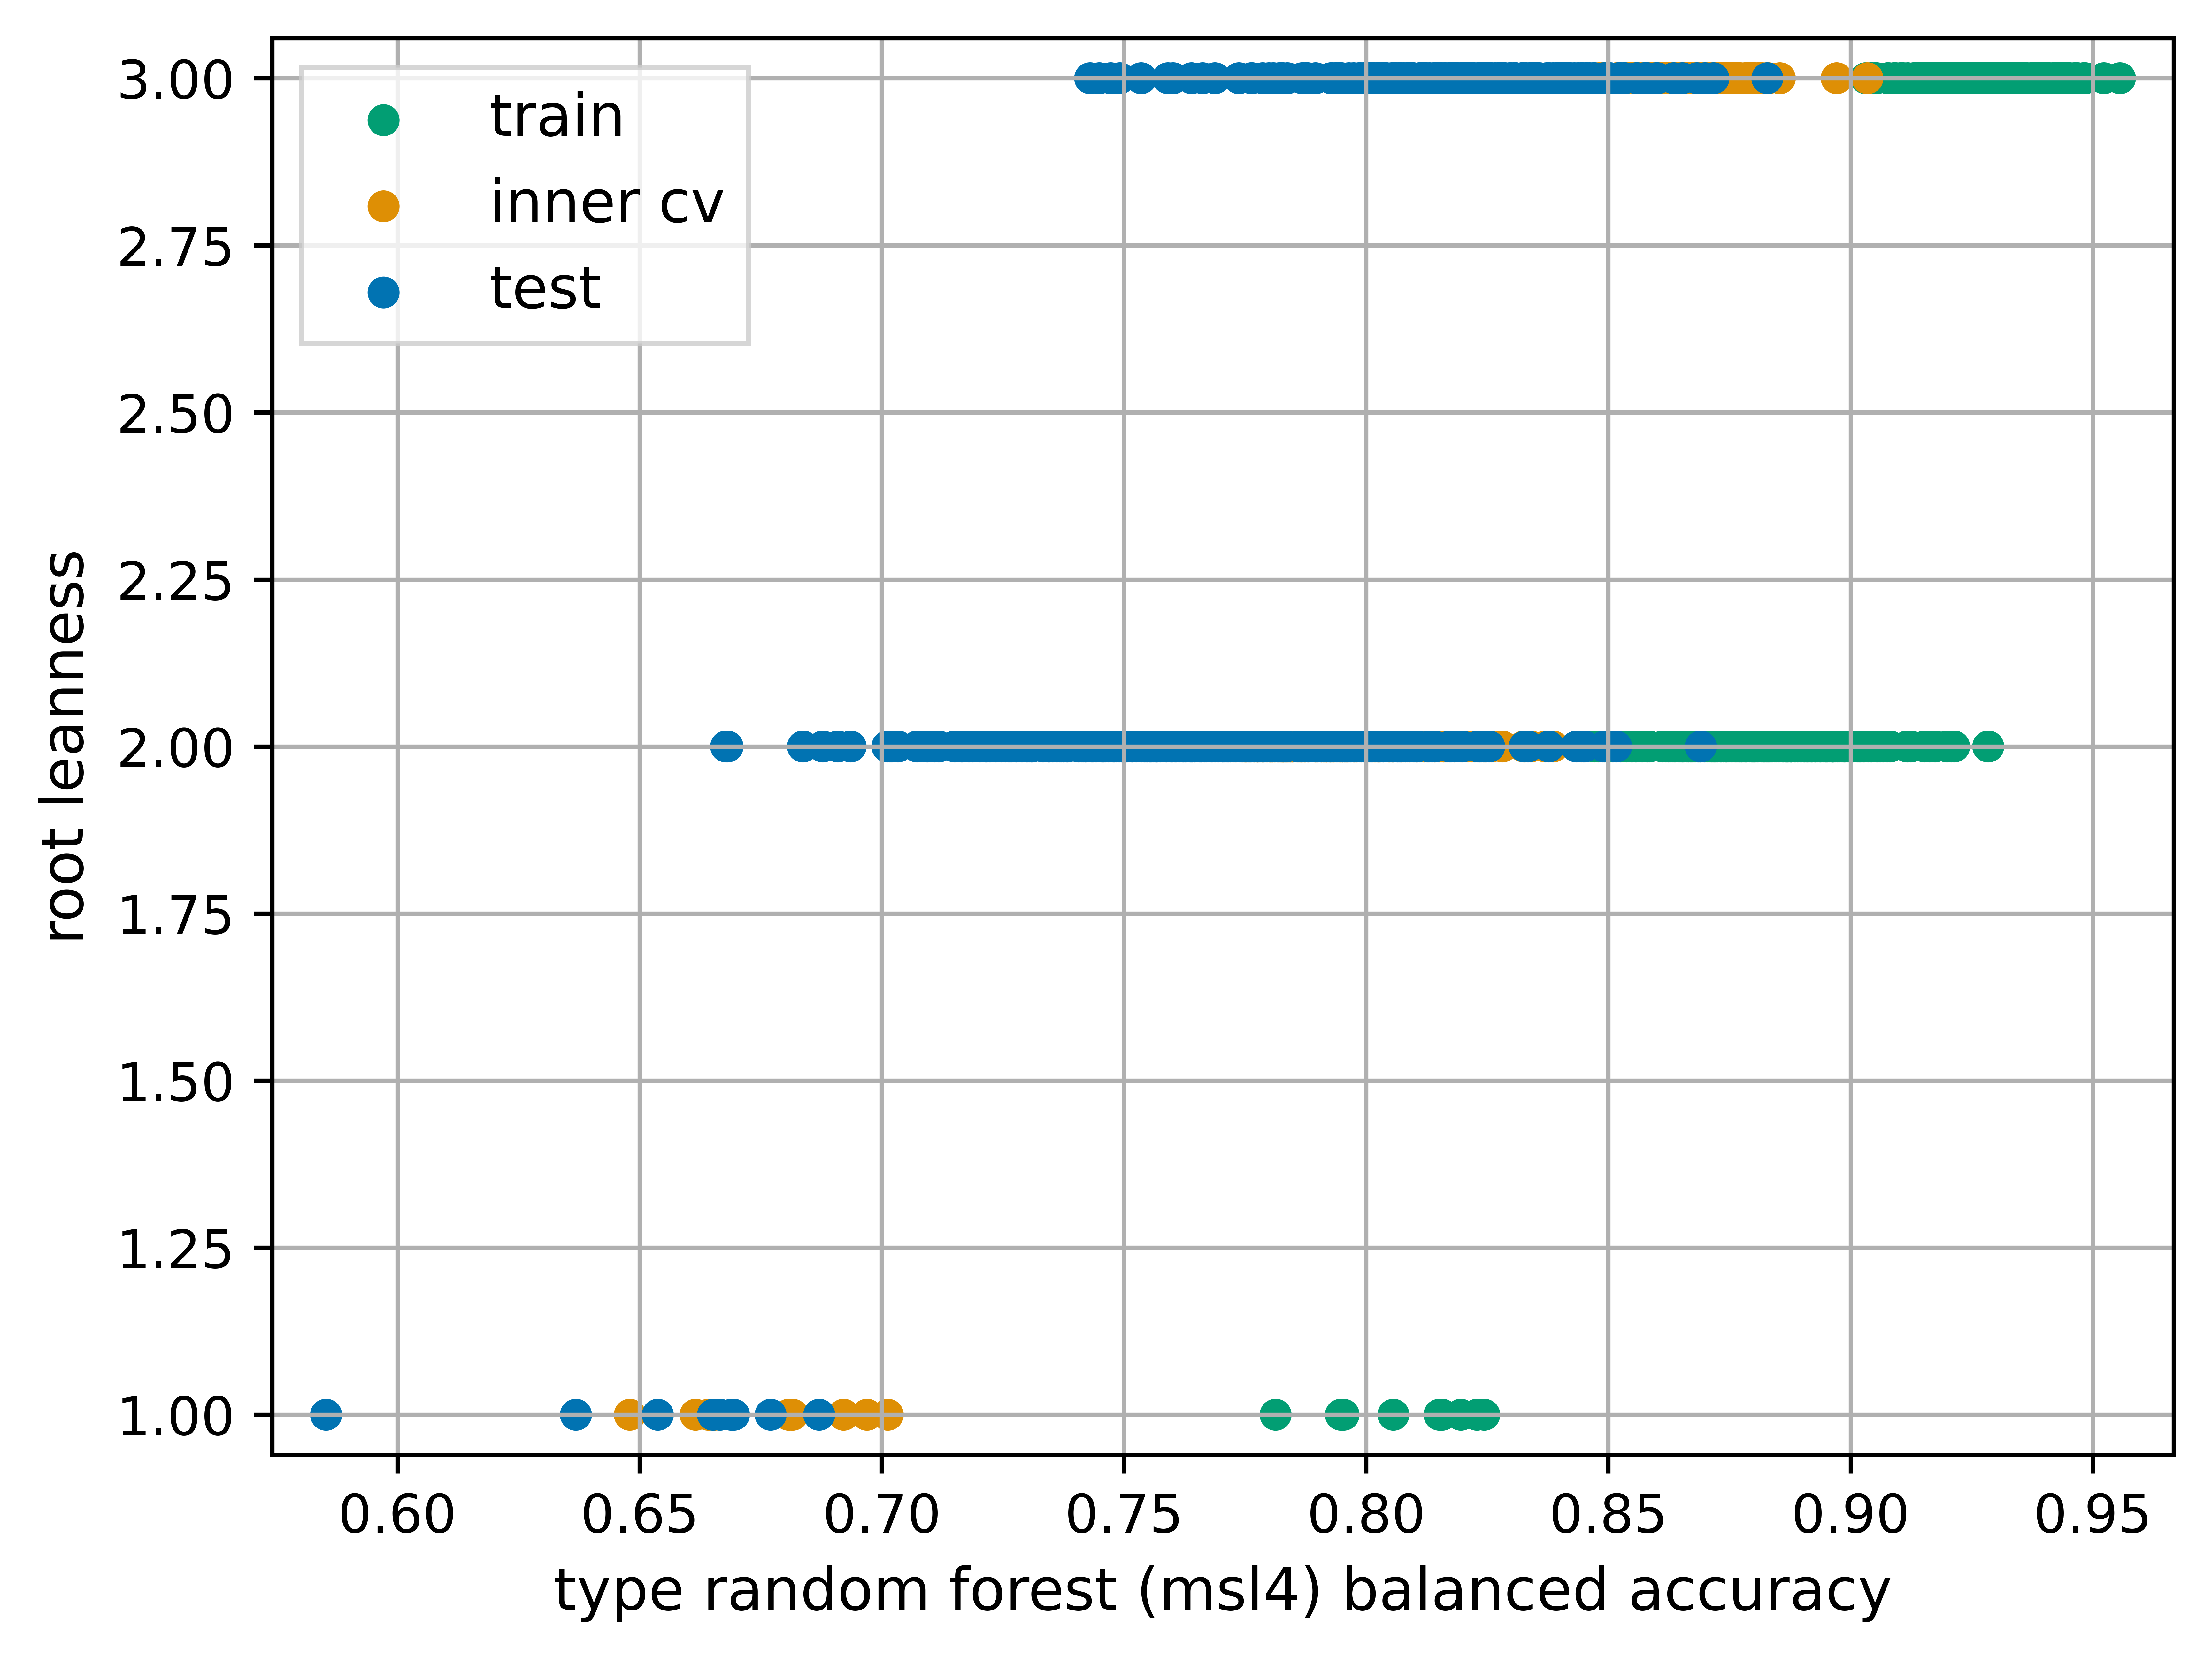 3.00
2.75
2.50
2.25
2.00
1.75
1.50
1.25
1.00
root leanness
train
inner cv
test
0.60 0.65 0.70 0.75 0.80 0.85 0.90 0.95
type random forest (msl4) balanced accuracy